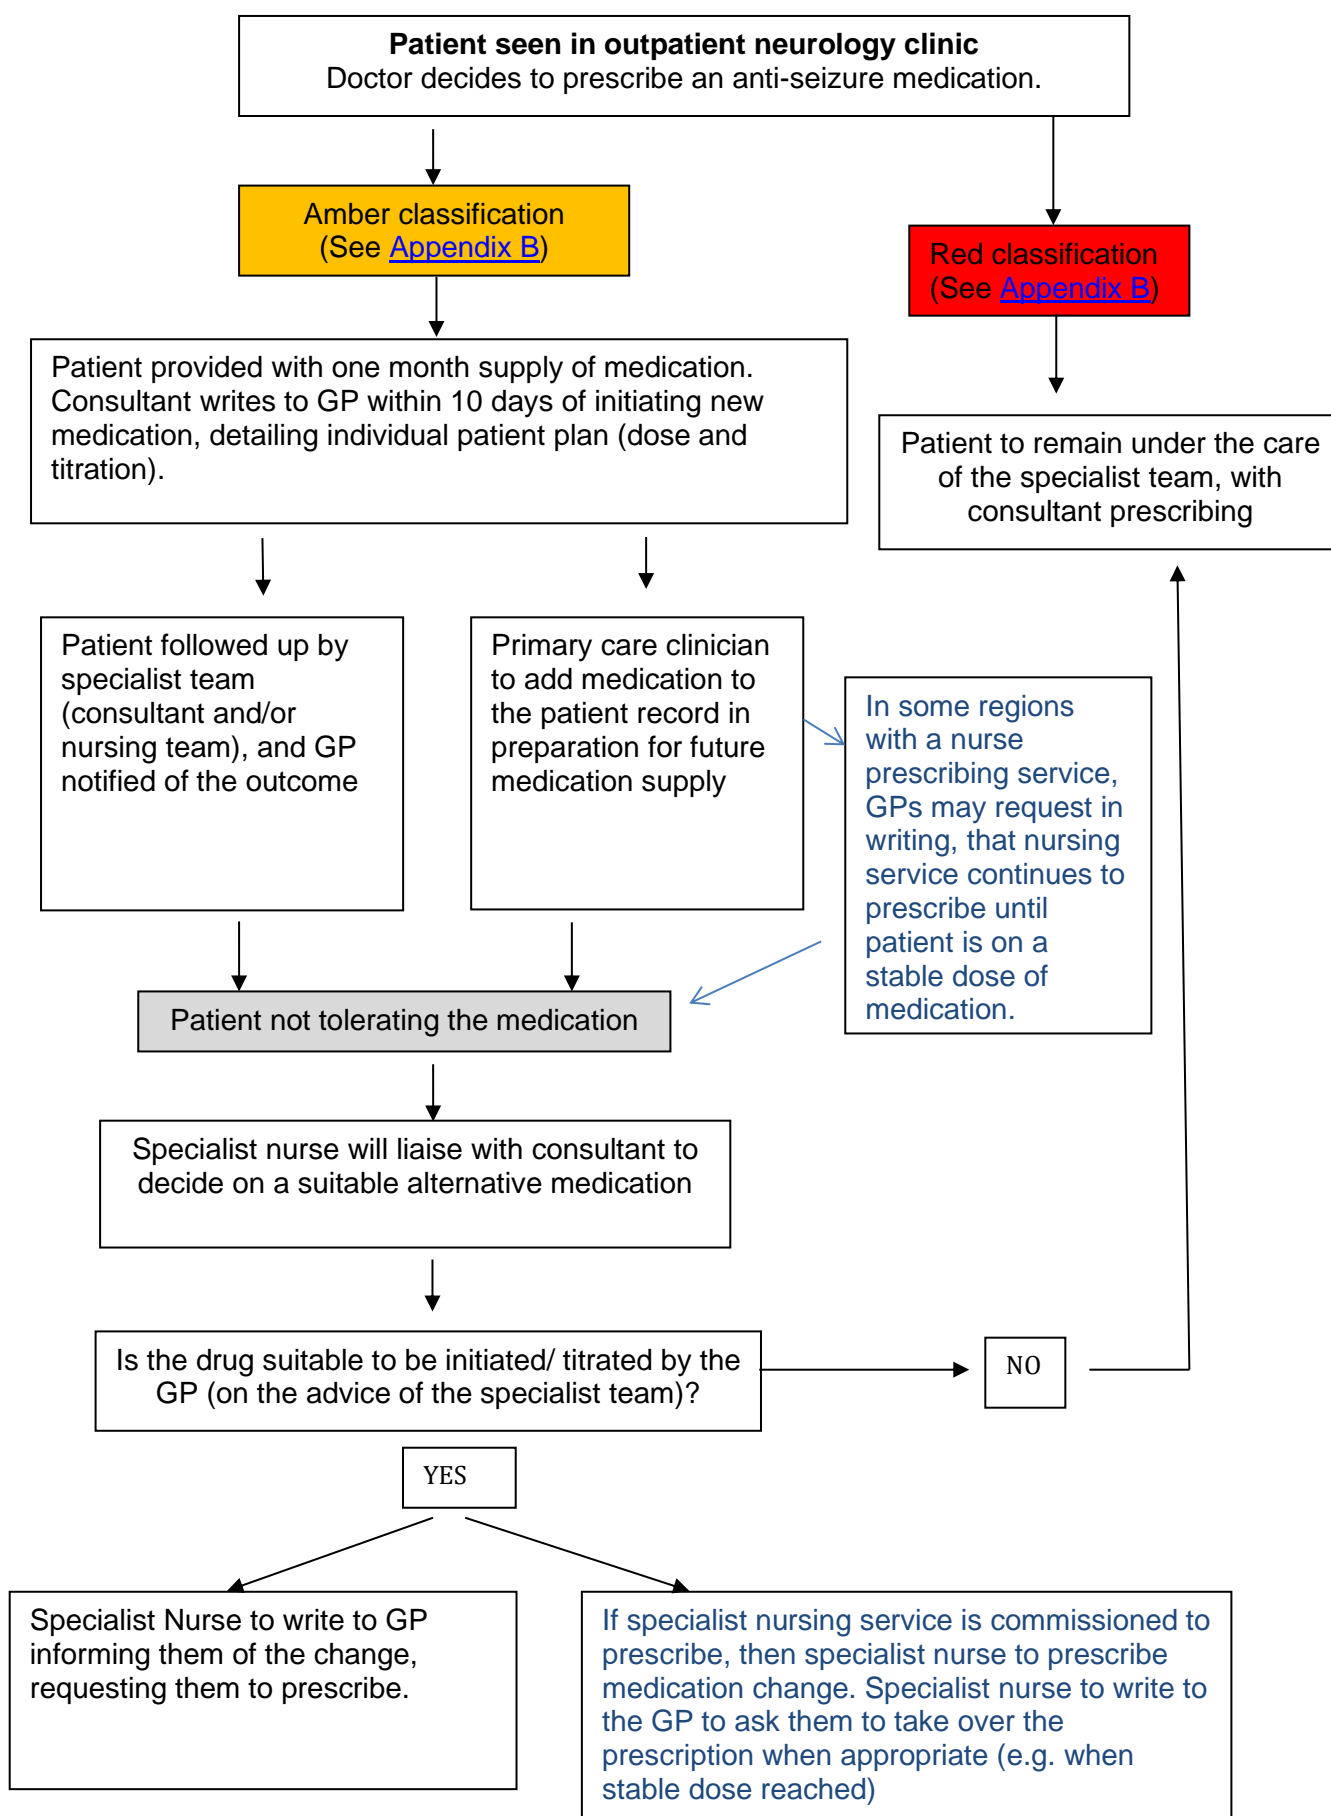 Patient seen in outpatient neurology clinic
Doctor decides to prescribe an anti-seizure medication.
Amber classification
(See Appendix B)
Red classification
(See Appendix B)
Patient provided with one month supply of medication.
Consultant writes to GP within 10 days of initiating new
medication, detailing individual patient plan (dose and
titration).
Patient to remain under the care
of the specialist team, with
consultant prescribing
Patient followed up by
specialist team
(consultant and/or
nursing team), and GP
notified of the outcome
Primary care clinician
to add medication to
the patient record in
preparation for future
medication supply
In some regions
with a nurse
prescribing service,
GPs may request in
writing, that nursing
service continues to
prescribe until
patient is on a
stable dose of
medication.
Patient not tolerating the medication
Specialist nurse will liaise with consultant to
decide on a suitable alternative medication
Is the drug suitable to be initiated/ titrated by the
GP (on the advice of the specialist team)?
NO
YES
Specialist Nurse to write to GP
informing them of the change,
requesting them to prescribe.
If specialist nursing service is commissioned to
prescribe, then specialist nurse to prescribe
medication change. Specialist nurse to write to
the GP to ask them to take over the
prescription when appropriate (e.g. when
stable dose reached)